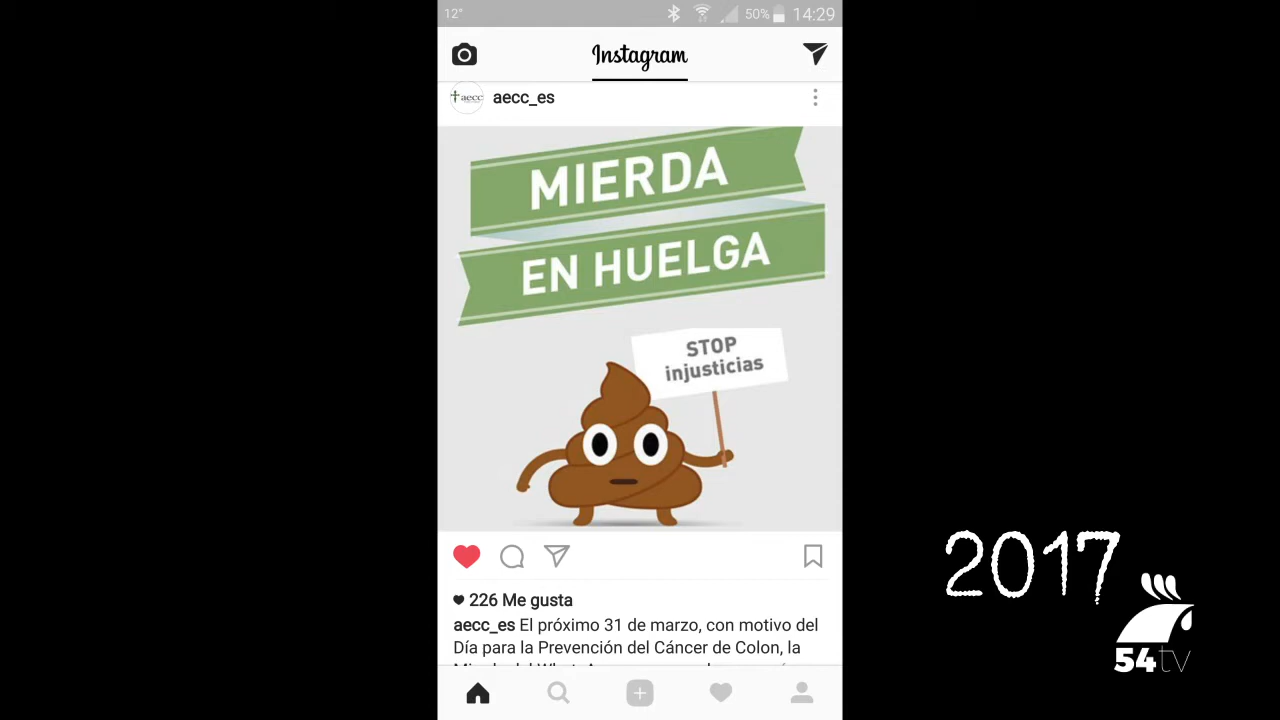 12°
50%
14:29
Instagram
aecc
aecc_es
MIERDA
EN HUELGA
STOP
injusticias
226 Me gusta
aecc_es El próximo 31 de marzo, con motivo del
Día para la Prevención del Cáncer de Colon, la
2017
54tv